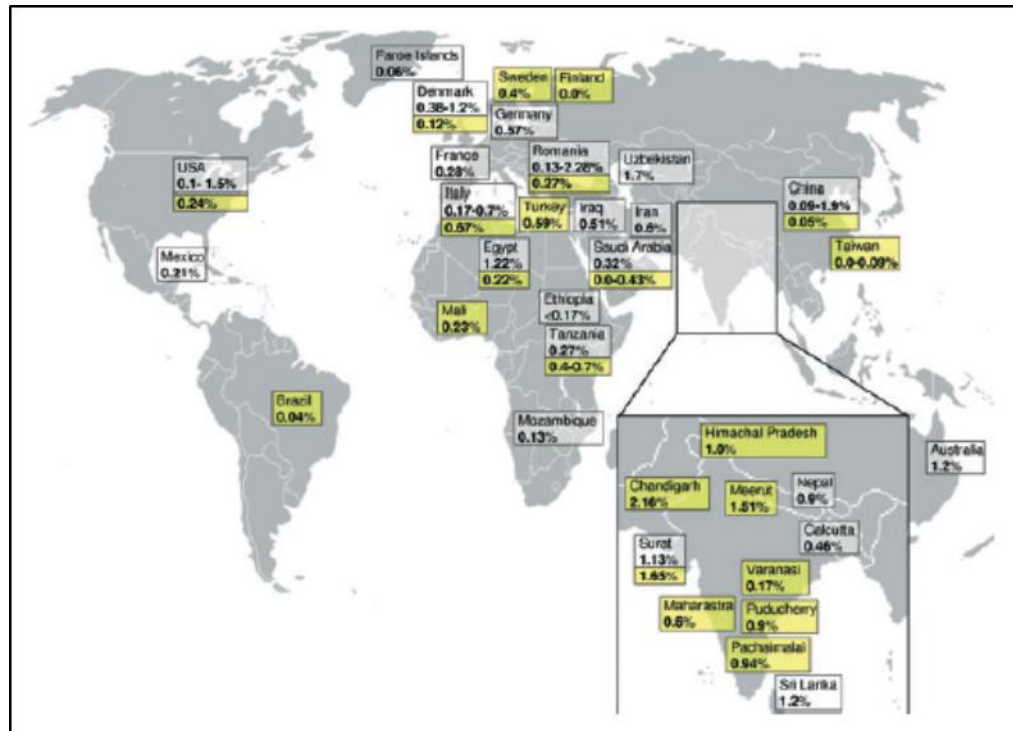 Faroe Islands
0.06%
Denmark
0.38-1.2%
0.12%
Sweden
0.4%
Finland
0.0%
Germany
0.57%
USA
0.1- 1.5%
0.24%
France
0.28%
Romania
0.13-2.28%
0.27%
Uzbekistan
1.7%
Italy
0.17-0.7%
0.67%
Turkey
0.59%
Iraq
0.51%
Iran
0.6%
China
0.09-1.9%
0.05%
Mexico
0.21%
Egypt
1.22%
0.22%
Saudi Arabia
0.32%
0.0-0.43%
Taiwan
0.0-0.09%
Mali
0.23%
Ethiopia
<0.17%
Tanzania
0.27%
0.4-0.7%
Brazil
0.04%
Mozambique
0.13%
Himachal Pradesh
1.0%
Australia
1.2%
Chandigarh
2.16%
Meerut
1.51%
Nepal
0.9%
Calcutta
0.46%
Surat
1.13%
1.65%
Varanasi
0.17%
Maharastra
0.6%
Puducherry
0.9%
Pachaimalai
0.94%
Sri Lanka
1.2%